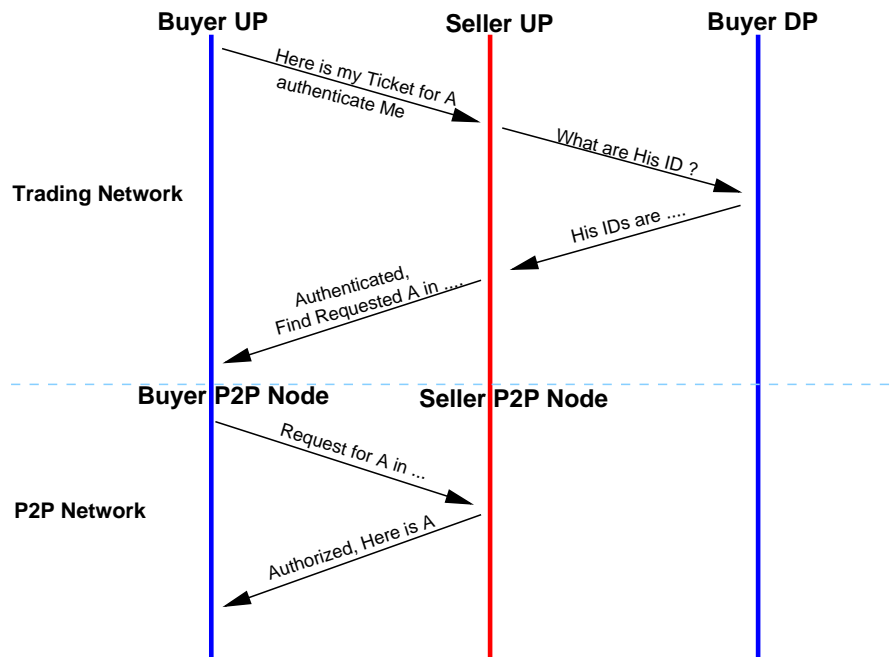 Buyer UP
Seller UP
Buyer DP
Here is my Ticket for A
authenticate Me
What are His ID ?
Trading Network
His IDs are ....
Authenticated,
Find Requested A in ....
Buyer P2P Node
Seller P2P Node
Request for A in ...
P2P Network
Authorized, Here is A